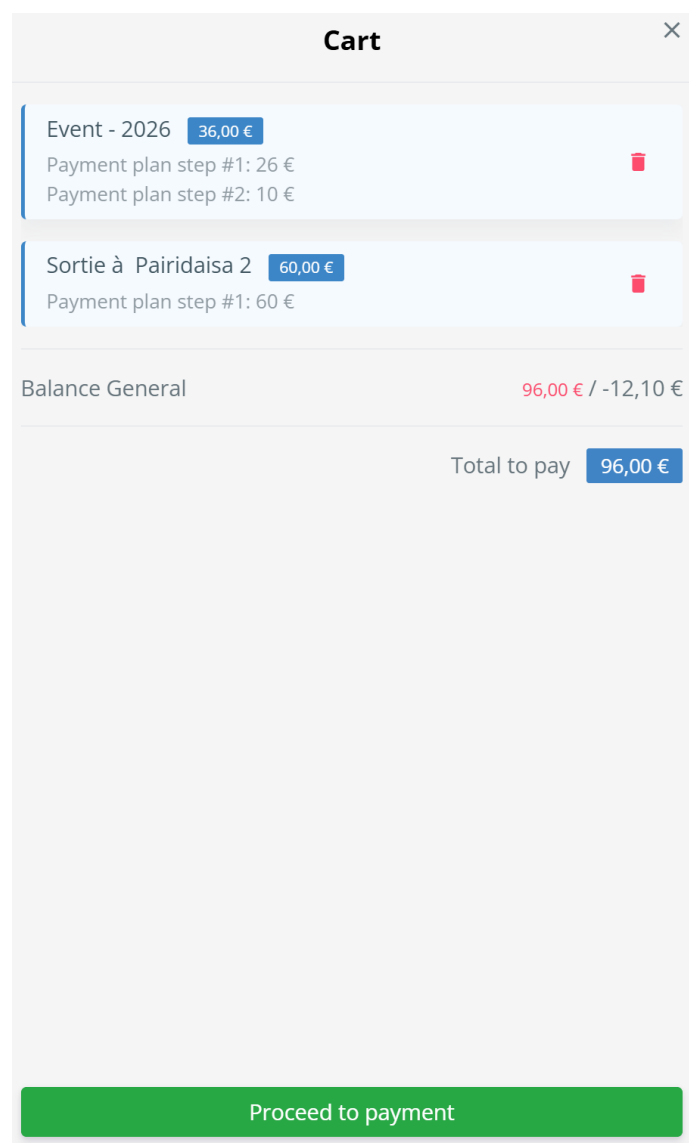 Cart
Event - 2026 36,00 €
Payment plan step #1: 26 €
Payment plan step #2: 10 €
Sortie à  Pairidaisa 2 60,00 €
Payment plan step #1: 60 €
Balance General 96,00 € / -12,10 €
Total to pay 96,00 €
Proceed to payment